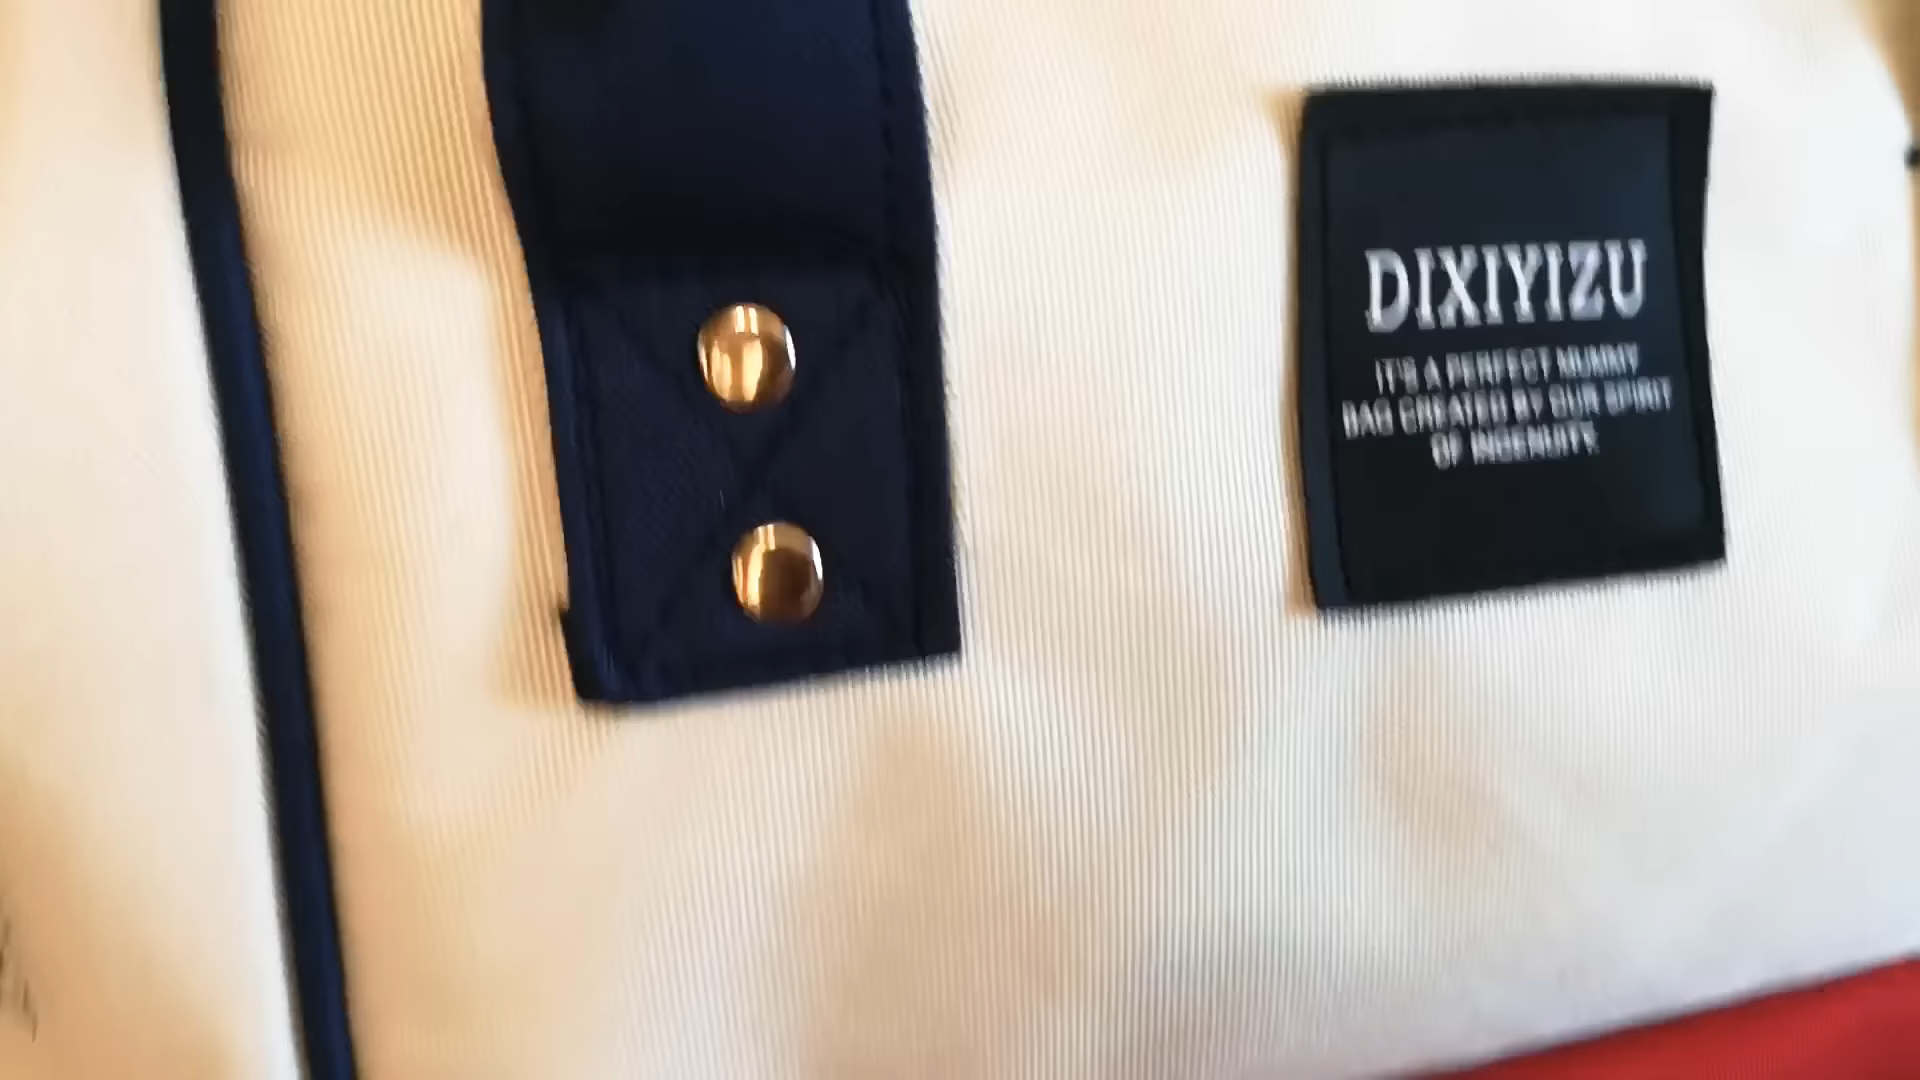 DIXIYIZU
IT'S A PERFECT MUMMY
BAG CREATED BY OUR SPIRIT
OF INGENUITY.